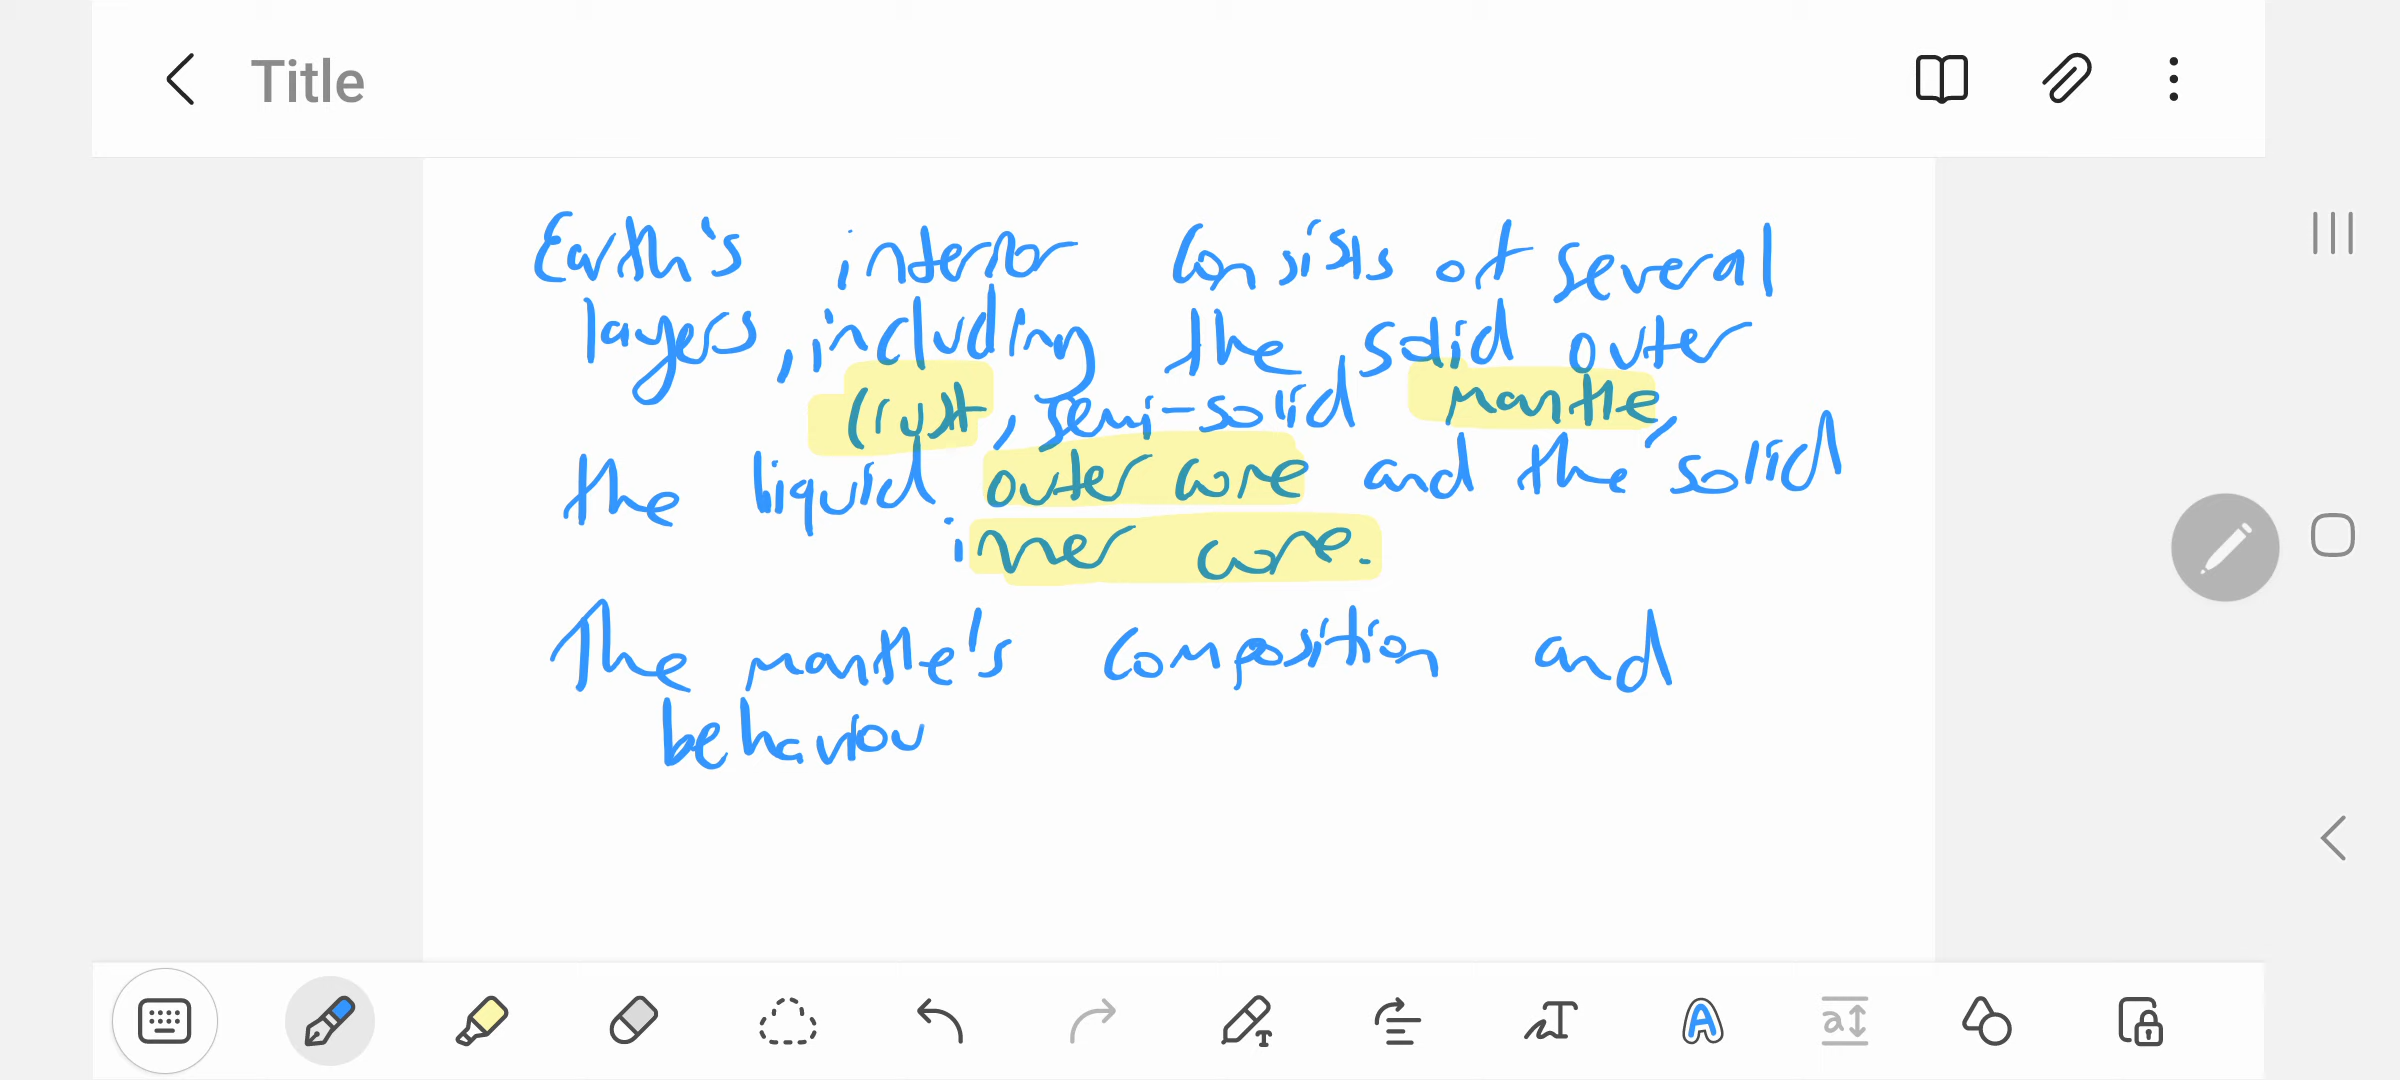 Title
Earth's interior consists of several
layers, including the solid outer
crust, semi-solid mantle,
the liquid outer core and the solid
inner core.
The mantle's composition and
behaviou